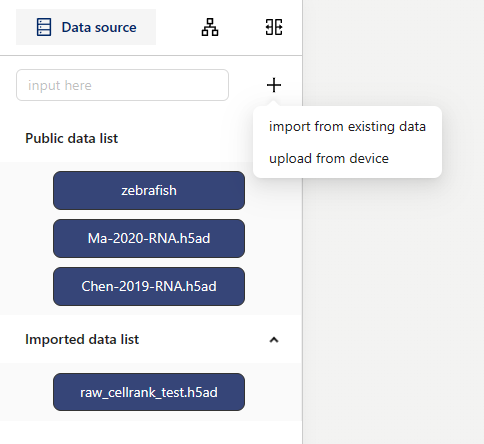 Data source
input here
import from existing data
upload from device
Public data list
zebrafish
Ma-2020-RNA.h5ad
Chen-2019-RNA.h5ad
Imported data list
raw_cellrank_test.h5ad